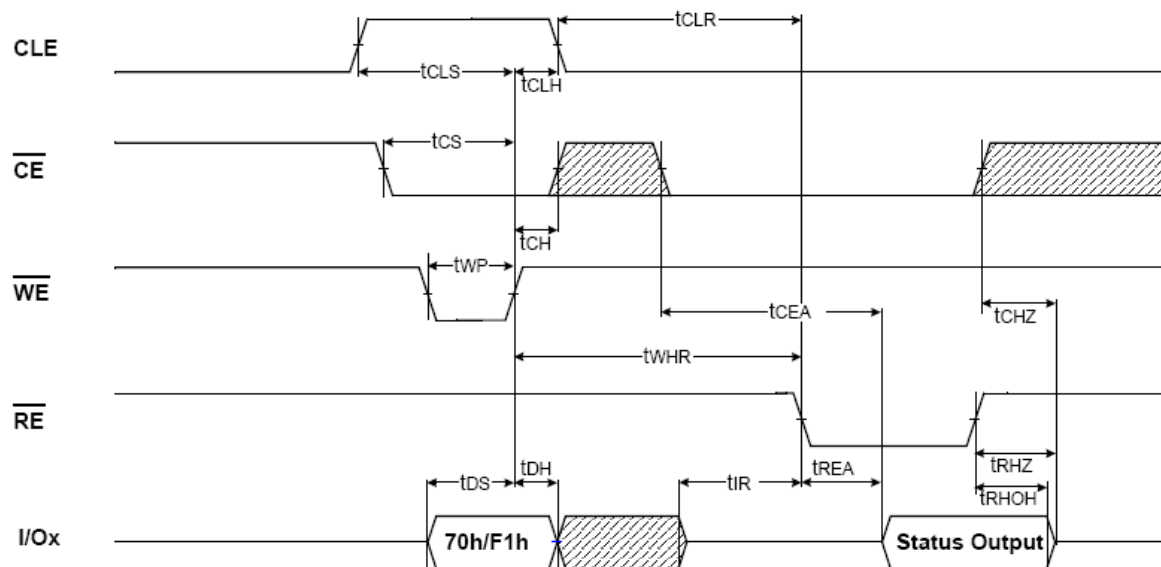 CLE
tCLR
tCLS
tCLH
CE
tCS
tCH
WE
tWP
tCEA
tCHZ
tWHR
RE
tRHZ
tDS
tDH
tIR
tREA
tRHOH
I/Ox
70h/F1h
Status Output